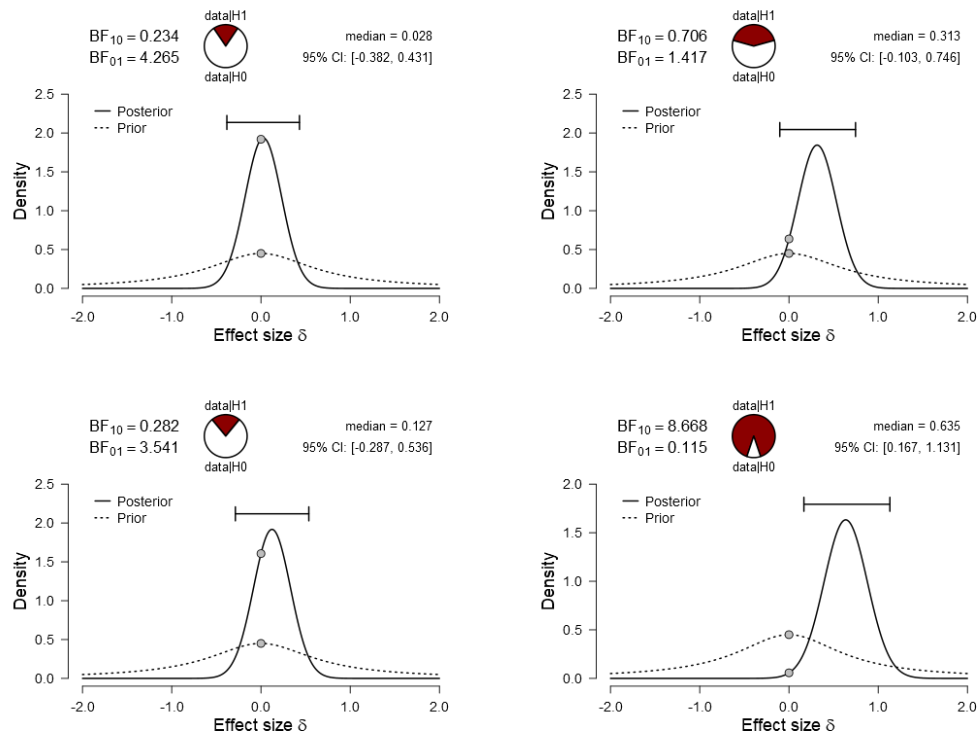 data|H1
BF10 = 0.234
BF01 = 4.265
median = 0.028
95% CI: [-0.382, 0.431]
data|H0
2.5
2.0
1.5
1.0
0.5
0.0
Density
Posterior
Prior
-2.0 -1.0 0.0 1.0 2.0
Effect size δ
data|H1
BF10 = 0.706
BF01 = 1.417
median = 0.313
95% CI: [-0.103, 0.746]
data|H0
2.5
2.0
1.5
1.0
0.5
0.0
Density
Posterior
Prior
-2.0 -1.0 0.0 1.0 2.0
Effect size δ
data|H1
BF10 = 0.282
BF01 = 3.541
median = 0.127
95% CI: [-0.287, 0.536]
data|H0
2.5
2.0
1.5
1.0
0.5
0.0
Density
Posterior
Prior
-2.0 -1.0 0.0 1.0 2.0
Effect size δ
data|H1
BF10 = 8.668
BF01 = 0.115
median = 0.635
95% CI: [0.167, 1.131]
data|H0
2.0
1.5
1.0
0.5
0.0
Density
Posterior
Prior
-2.0 -1.0 0.0 1.0 2.0
Effect size δ